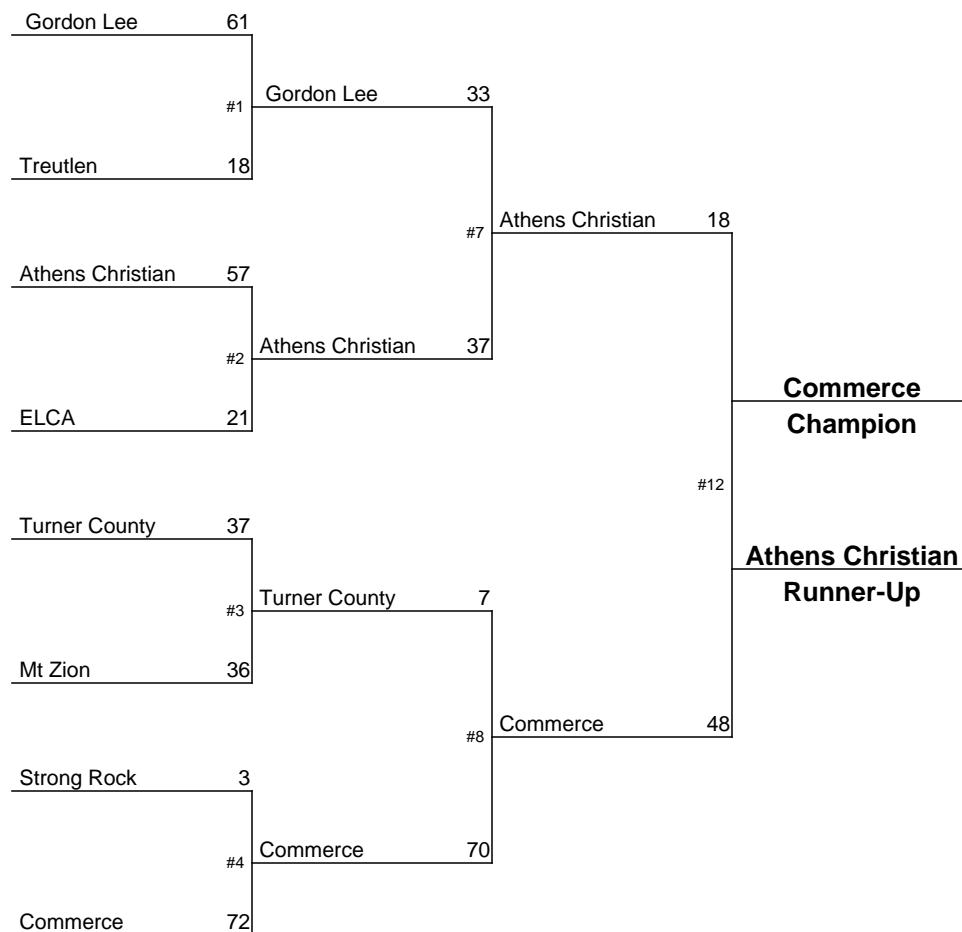 Gordon Lee 61
#1 Gordon Lee 33
Treutlen 18
#7 Athens Christian 18
Athens Christian 57
#2 Athens Christian 37
ELCA 21
Commerce
Champion
#12
Turner County 37
Athens Christian
Runner-Up
#3 Turner County 7
Mt Zion 36
#8 Commerce 48
Strong Rock 3
#4 Commerce 70
Commerce 72